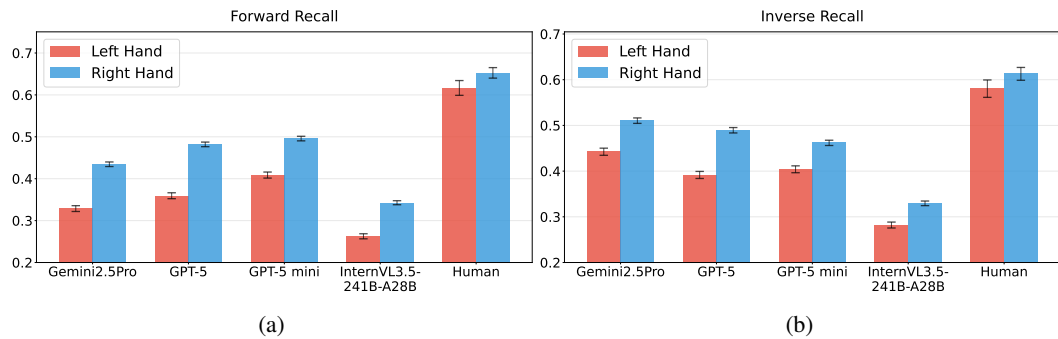 Forward Recall
Left Hand
Right Hand
0.7
0.6
0.5
0.4
0.3
0.2
Gemini2.5Pro
GPT-5
GPT-5 mini
InternVL3.5-
241B-A28B
Human
(a)
Inverse Recall
Left Hand
Right Hand
0.7
0.6
0.5
0.4
0.3
0.2
Gemini2.5Pro
GPT-5
GPT-5 mini
InternVL3.5-
241B-A28B
Human
(b)